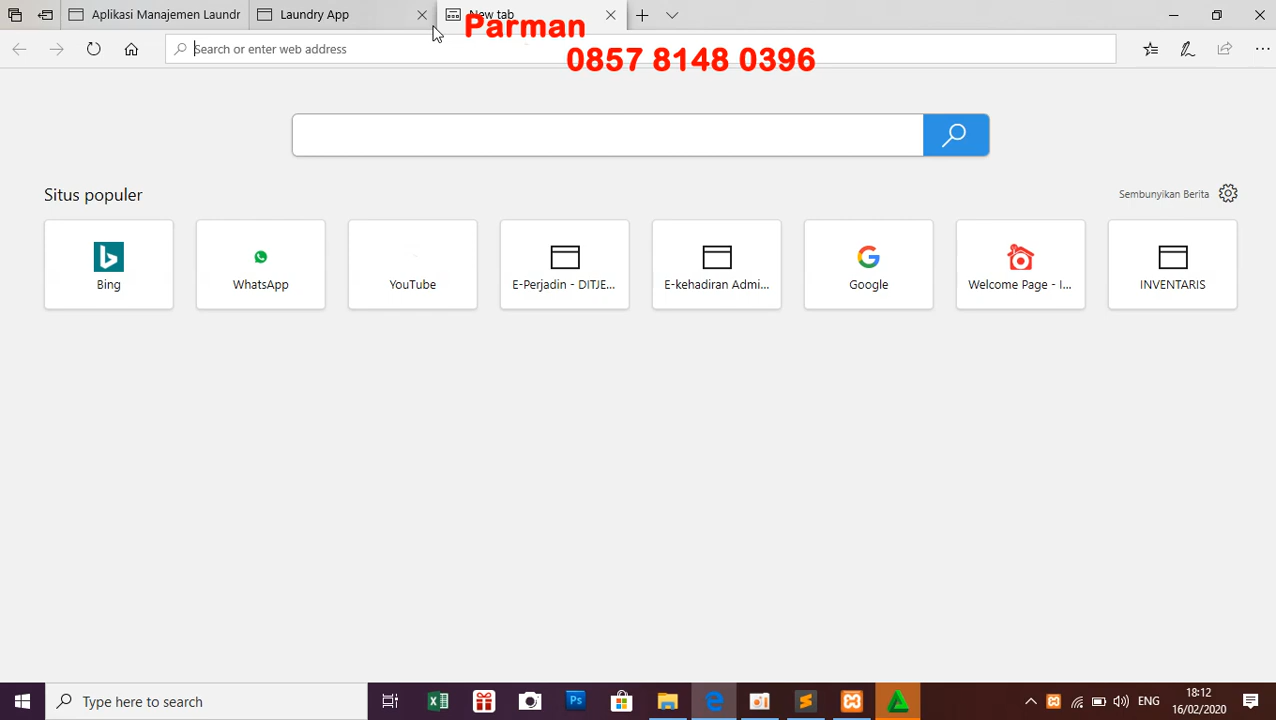 Aplikasi Manajemen Laundr
Laundry App
New tab
Parman
0857 8148 0396
Search or enter web address
Situs populer
Sembunyikan Berita
Bing
WhatsApp
YouTube
E-Perjadin - DITJE...
E-kehadiran Admi...
Google
Welcome Page - I...
INVENTARIS
Type here to search
ENG
18:12
16/02/2020